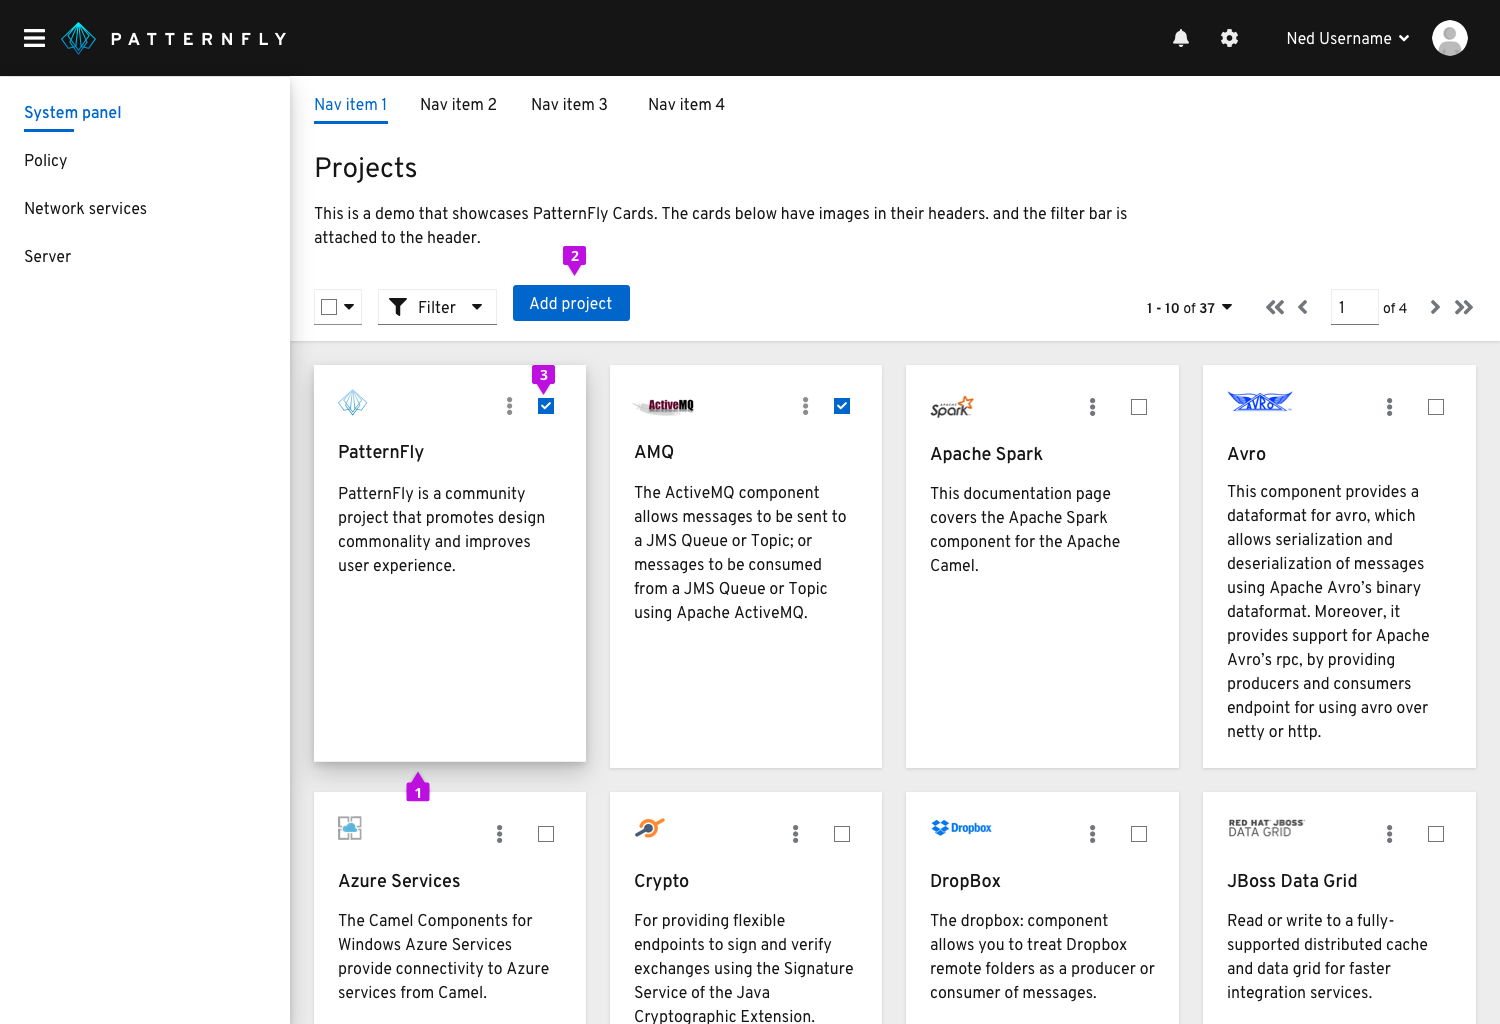 PATTERNFLY
Ned Username
System panel
Policy
Network services
Server
Nav item 1
Nav item 2
Nav item 3
Nav item 4
Projects
This is a demo that showcases PatternFly Cards. The cards below have images in their headers. and the filter bar is
attached to the header.
2
Filter
Add project
1 - 10 of 37
1
of 4
3
PatternFly
PatternFly is a community
project that promotes design
commonality and improves
user experience.
ActiveMQ
AMQ
The ActiveMQ component
allows messages to be sent to
a JMS Queue or Topic; or
messages to be consumed
from a JMS Queue or Topic
using Apache ActiveMQ.
APACHE
Spark
Apache Spark
This documentation page
covers the Apache Spark
component for the Apache
Camel.
AVRO
Avro
This component provides a
dataformat for avro, which
allows serialization and
deserialization of messages
using Apache Avro’s binary
dataformat. Moreover, it
provides support for Apache
Avro’s rpc, by providing
producers and consumers
endpoint for using avro over
netty or http.
1
Azure Services
The Camel Components for
Windows Azure Services
provide connectivity to Azure
services from Camel.
Crypto
For providing flexible
endpoints to sign and verify
exchanges using the Signature
Service of the Java
Cryptographic Extension.
Dropbox
DropBox
The dropbox: component
allows you to treat Dropbox
remote folders as a producer or
consumer of messages.
RED HAT JBOSS
DATA GRID
JBoss Data Grid
Read or write to a fully-
supported distributed cache
and data grid for faster
integration services.